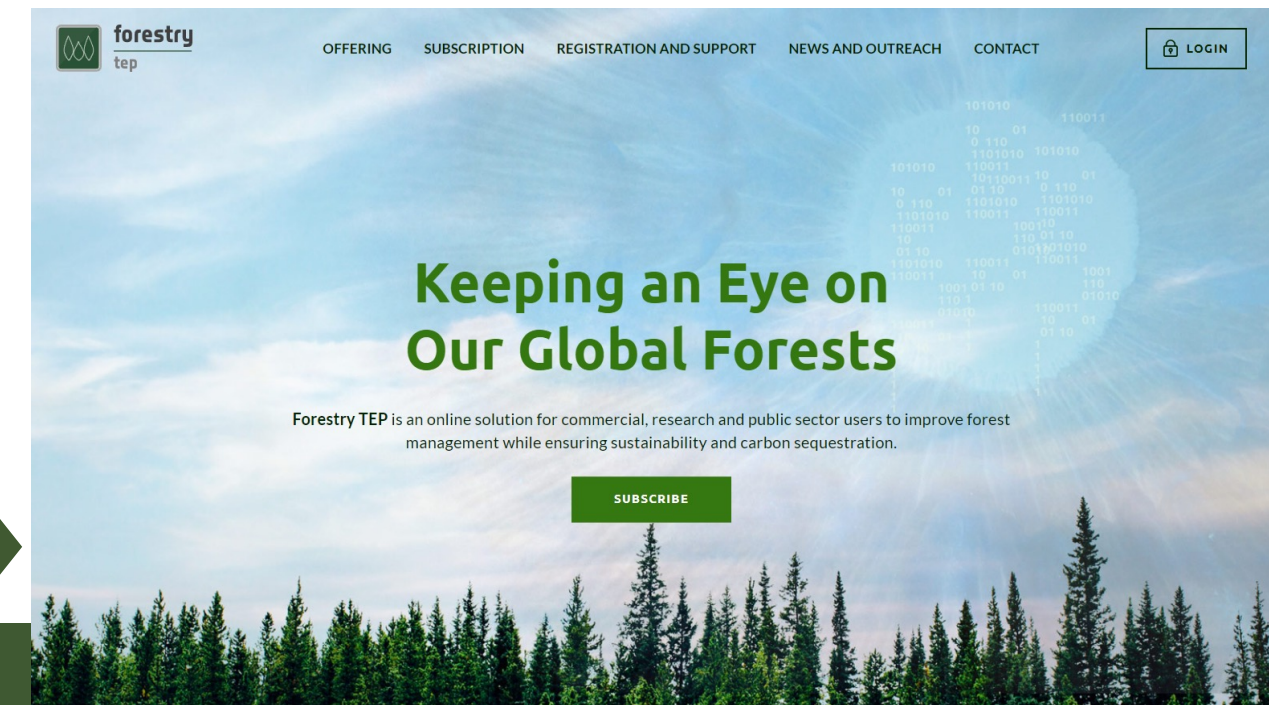 forestry
tep
OFFERING SUBSCRIPTION REGISTRATION AND SUPPORT NEWS AND OUTREACH CONTACT
LOGIN
Keeping an Eye on
Our Global Forests
Forestry TEP is an online solution for commercial, research and public sector users to improve forest
management while ensuring sustainability and carbon sequestration.
SUBSCRIBE